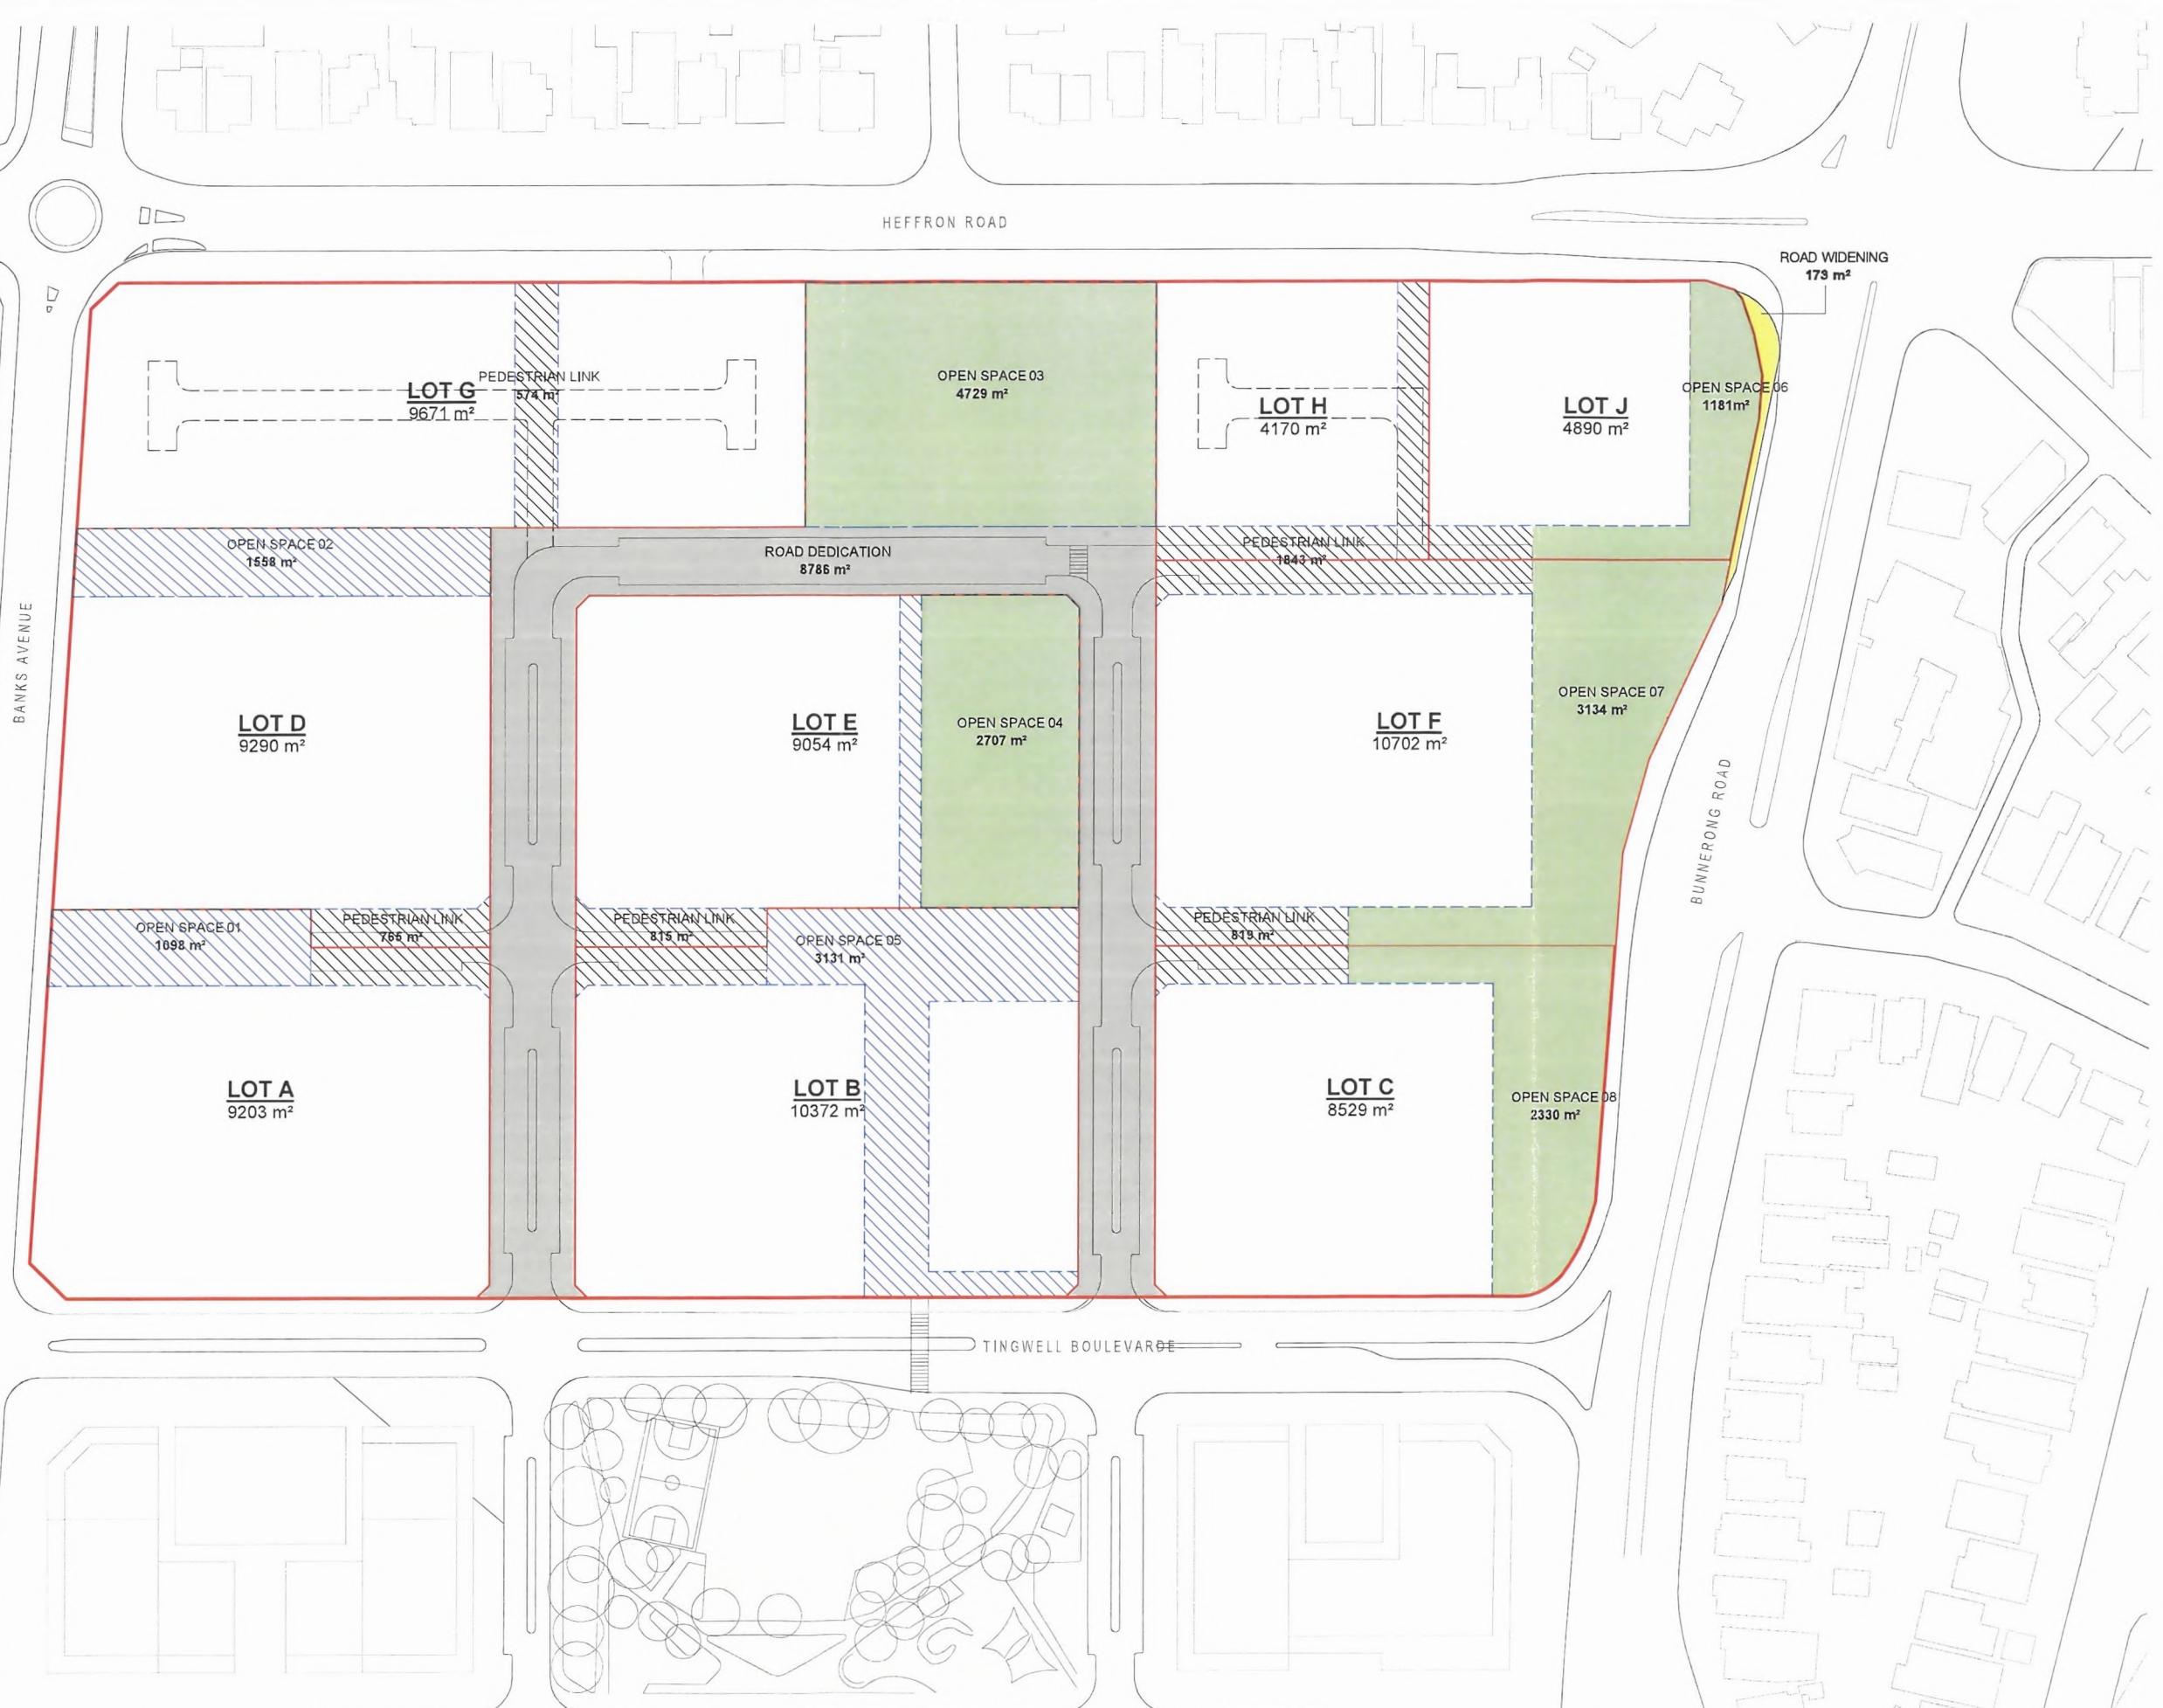 HEFFRON ROAD
ROAD WIDENING
173 m²
PEDESTRIAN LINK
574 m²
LOT G
9671 m²
OPEN SPACE 03
4729 m²
LOT H
4170 m²
LOT J
4890 m²
OPEN SPACE 06
1181m²
OPEN SPACE 02
1558 m²
ROAD DEDICATION
8786 m²
PEDESTRIAN LINK
1843 m²
BANKS AVENUE
LOT D
9290 m²
LOT E
9054 m²
OPEN SPACE 04
2707 m²
LOT F
10702 m²
OPEN SPACE 07
3134 m²
BUNNERONG ROAD
OPEN SPACE 01
1098 m²
PEDESTRIAN LINK
765 m²
PEDESTRIAN LINK
815 m²
OPEN SPACE 05
3131 m²
PEDESTRIAN LINK
819 m²
LOT A
9203 m²
LOT B
10372 m²
LOT C
8529 m²
OPEN SPACE 08
2330 m²
TINGWELL BOULEVARDE